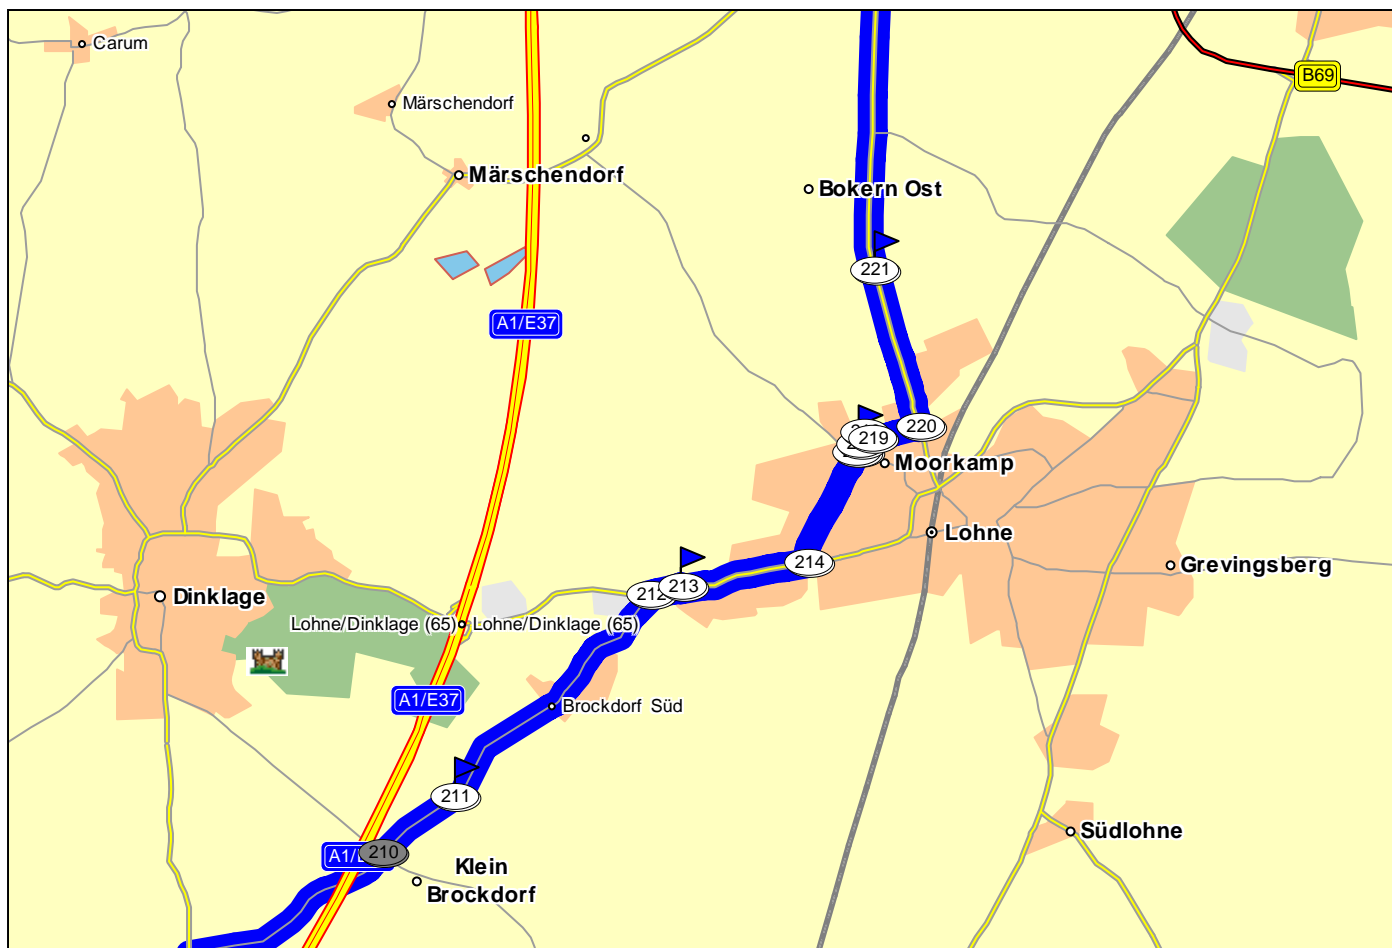 Carum
B69
Märschendorf
Märschendorf
Bokern Ost
221
A1/E37
220
219
Moorkamp
Lohne
214
Grevingsberg
213
212
Dinklage
Lohne/Dinklage (65)
Lohne/Dinklage (65)
A1/E37
Brockdorf Süd
211
Südlohne
210
Klein
Brockdorf